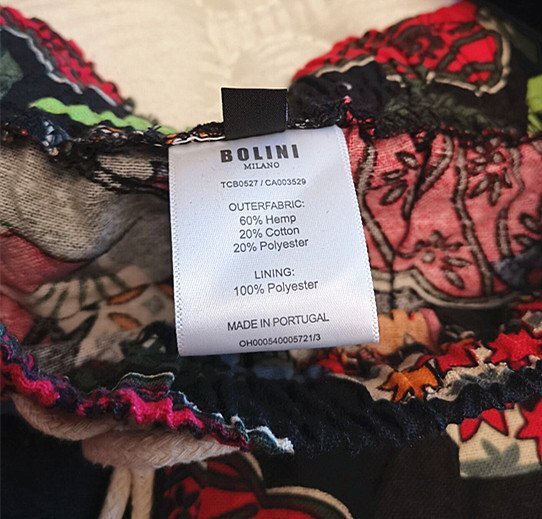 BOLINI
MILANO
TCB0527 / CA003529
OUTERFABRIC:
60% Hemp
20% Cotton
20% Polyester
LINING:
100% Polyester
MADE IN PORTUGAL
OH000540005721/3